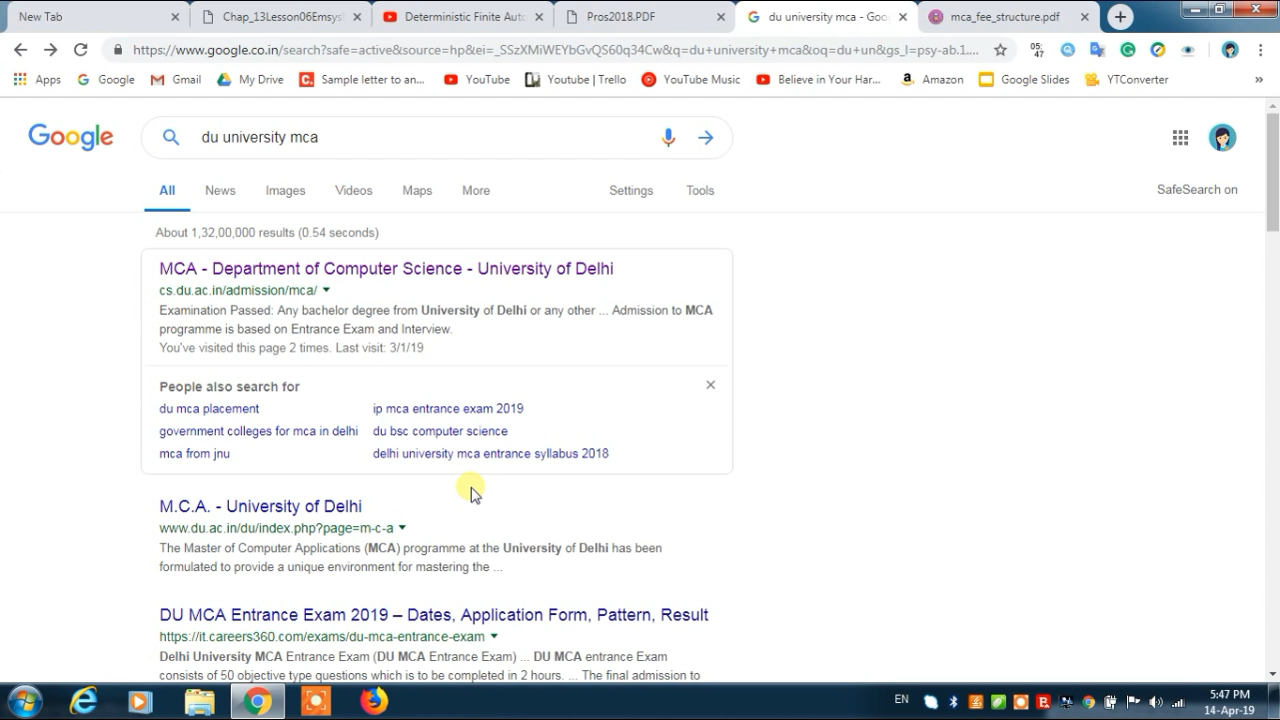 New Tab
Chap_13Lesson06Emsys
Deterministic Finite Auto
Pros2018.PDF
du university mca - Goo
mca_fee_structure.pdf
https://www.google.co.in/search?safe=active&source=hp&ei=_SSzXMiWEYbGvQS60q34Cw&q=du+university+mca&oq=du+un&gs_l=psy-ab.1....
05:
47
Apps
Google
Gmail
My Drive
Sample letter to an...
YouTube
Youtube | Trello
YouTube Music
Believe in Your Har...
Amazon
Google Slides
YTConverter
»
Google
du university mca
All
News
Images
Videos
Maps
More
Settings
Tools
SafeSearch on
About 1,32,00,000 results (0.54 seconds)
MCA - Department of Computer Science - University of Delhi
cs.du.ac.in/admission/mca/
Examination Passed: Any bachelor degree from University of Delhi or any other ... Admission to MCA
programme is based on Entrance Exam and Interview.
You've visited this page 2 times. Last visit: 3/1/19
People also search for
du mca placement
ip mca entrance exam 2019
government colleges for mca in delhi
du bsc computer science
mca from jnu
delhi university mca entrance syllabus 2018
M.C.A. - University of Delhi
www.du.ac.in/du/index.php?page=m-c-a
The Master of Computer Applications (MCA) programme at the University of Delhi has been
formulated to provide a unique environment for mastering the ...
DU MCA Entrance Exam 2019 – Dates, Application Form, Pattern, Result
https://it.careers360.com/exams/du-mca-entrance-exam
Delhi University MCA Entrance Exam (DU MCA Entrance Exam) ... DU MCA entrance Exam
consists of 50 objective type questions which is to be completed in 2 hours. ... The final admission to
EN
5:47 PM
14-Apr-19